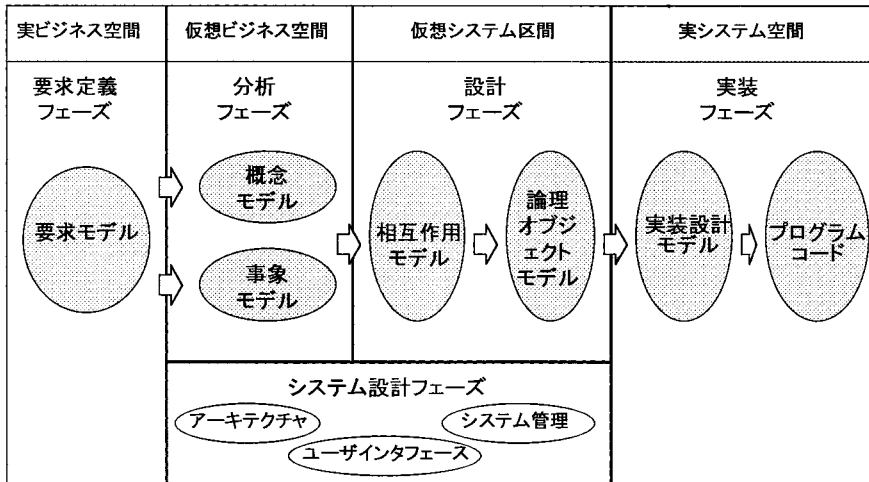 実ビジネス空間
仮想ビジネス空間
仮想システム区間
実システム空間
要求定義
フェーズ
分析
フェーズ
設計
フェーズ
実装
フェーズ
要求モデル
概念
モデル
事象
モデル
相互作用
モデル
論理
オブジ
ェクト
モデル
実装設計
モデル
プログラム
コード
システム設計フェーズ
アーキテクチャ
システム管理
ユーザインタフェース